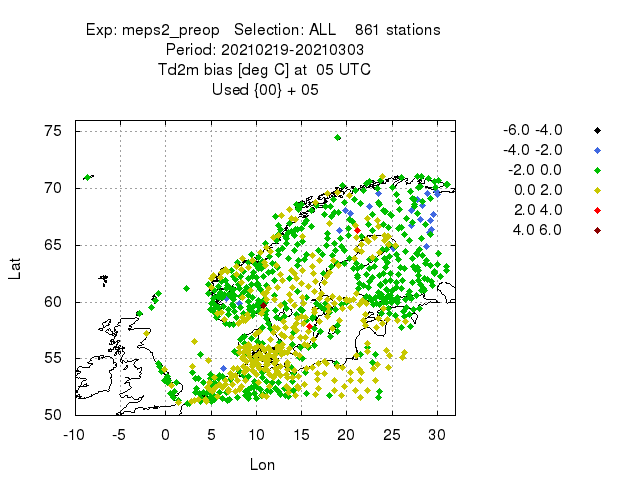 Exp: meps2_preop   Selection: ALL    861 stations
Period: 20210219-20210303
Td2m bias [deg C] at  05 UTC
Used {00} + 05
-6.0 -4.0
-4.0 -2.0
-2.0 0.0
0.0 2.0
2.0 4.0
4.0 6.0
75
70
65
60
55
50
Lat
-10 -5 0 5 10 15 20 25 30
Lon